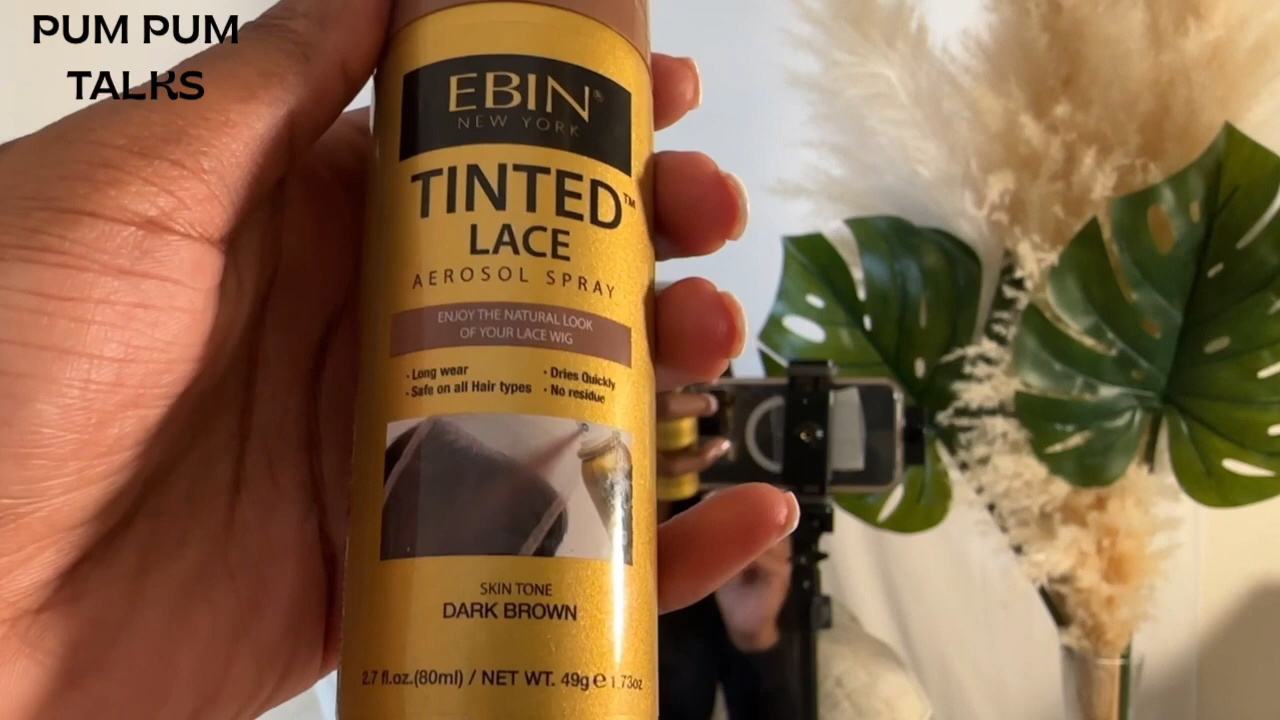 PUM PUM
TALKS
EBIN®
NEW YORK
TINTED™
LACE
AEROSOL SPRAY
ENJOY THE NATURAL LOOK
OF YOUR LACE WIG
• Long wear • Dries Quickly
• Safe on all Hair types • No residue
SKIN TONE
DARK BROWN
2.7 fl.oz.(80ml) / NET WT. 49g ℮ 1.73oz